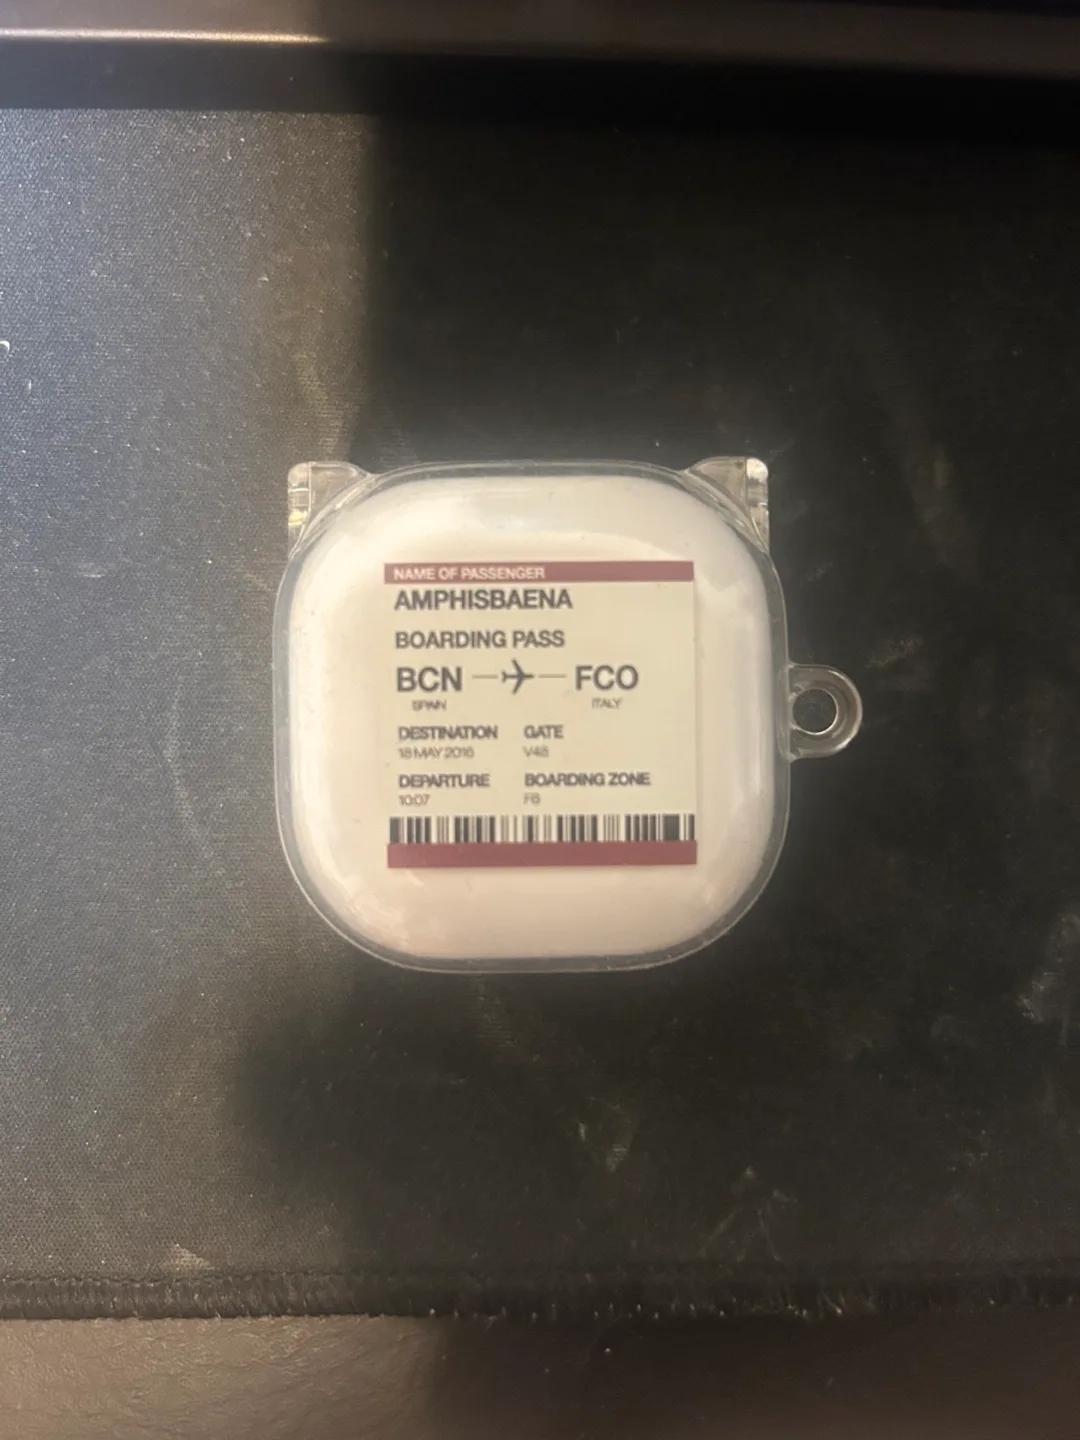 NAME OF PASSENGER
AMPHISBAENA
BOARDING PASS
BCN FCO
SPAIN ITALY
DESTINATION GATE
18 MAY 2016 V48
DEPARTURE BOARDING ZONE
10:07 F6